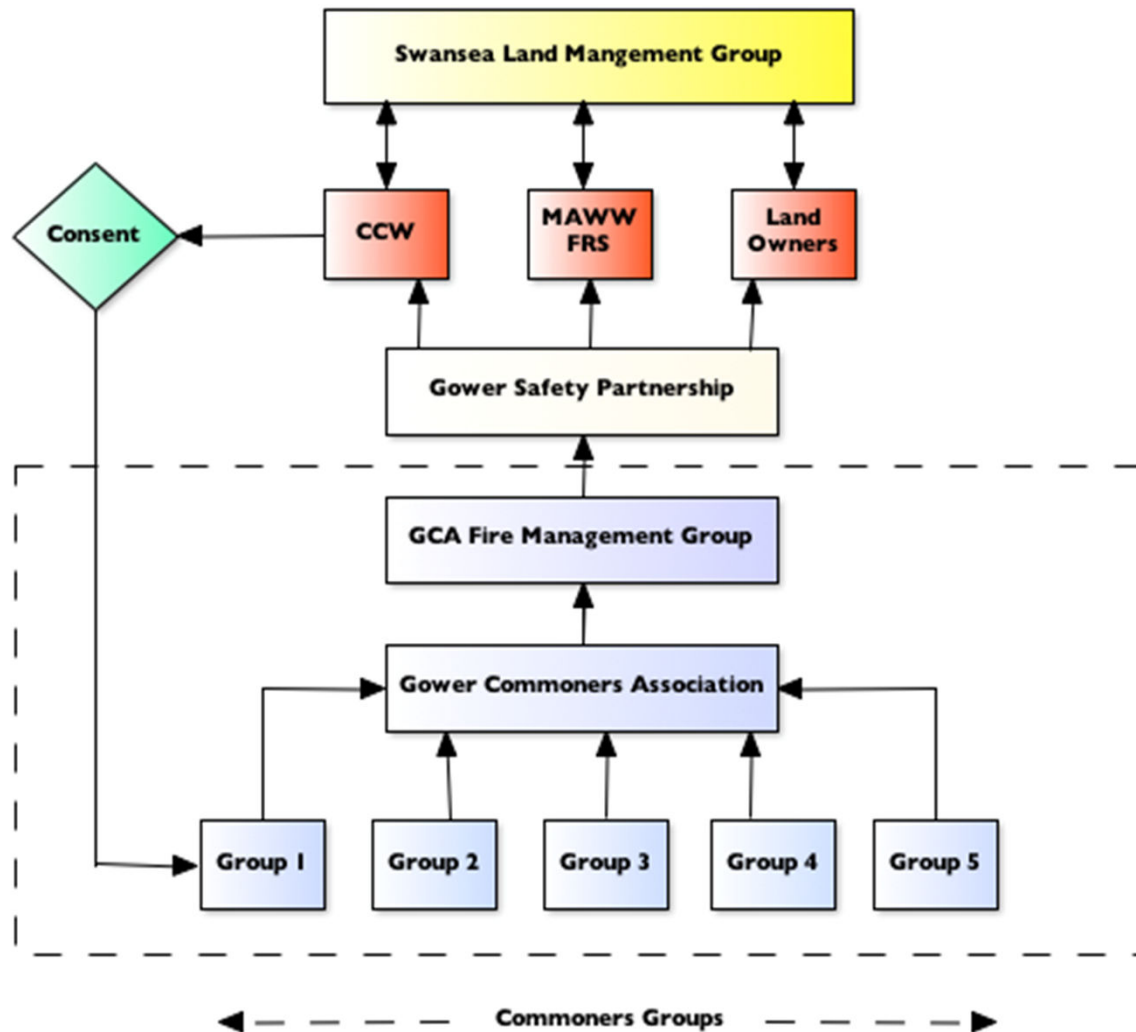 Swansea Land Mangement Group
Consent
CCW
MAWW
FRS
Land
Owners
Gower Safety Partnership
GCA Fire Management Group
Gower Commoners Association
Group 1
Group 2
Group 3
Group 4
Group 5
Commoners Groups